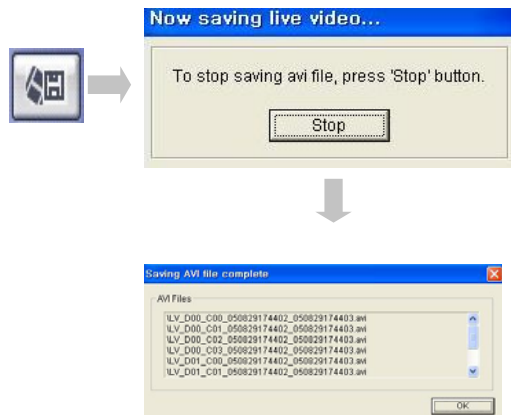 Now saving live video...
To stop saving avi file, press 'Stop' button.
Stop
Saving AVI file complete
AVI Files
\LV_D00_C00_050829174402_050829174403.avi
\LV_D00_C01_050829174402_050829174403.avi
\LV_D00_C02_050829174402_050829174403.avi
\LV_D00_C03_050829174402_050829174403.avi
\LV_D01_C00_050829174402_050829174403.avi
\LV_D01_C01_050829174402_050829174403.avi
OK